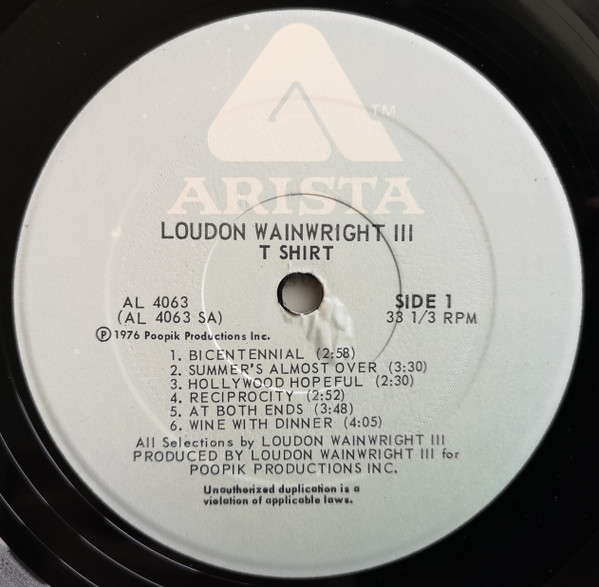 TM
ARISTA
LOUDON WAINWRIGHT III
T SHIRT
AL 4063
(AL 4063 SA)
SIDE 1
33 1/3 RPM
Ⓟ 1976 Poopik Productions Inc.
1. BICENTENNIAL (2:58)
2. SUMMER'S ALMOST OVER (3:30)
3. HOLLYWOOD HOPEFUL (2:30)
4. RECIPROCITY (2:52)
5. AT BOTH ENDS (3:48)
6. WINE WITH DINNER (4:05)
All Selections by LOUDON WAINWRIGHT III
PRODUCED BY LOUDON WAINWRIGHT III for
POOPIK PRODUCTIONS INC.
Unauthorized duplication is a
violation of applicable laws.